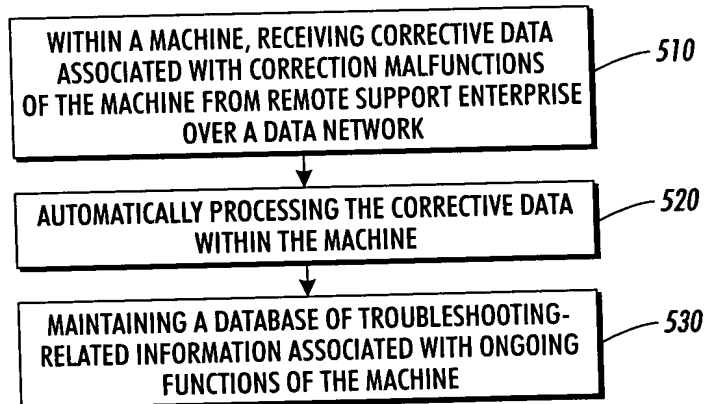 WITHIN A MACHINE, RECEIVING CORRECTIVE DATA
ASSOCIATED WITH CORRECTION MALFUNCTIONS
OF THE MACHINE FROM REMOTE SUPPORT ENTERPRISE
OVER A DATA NETWORK
510
AUTOMATICALLY PROCESSING THE CORRECTIVE DATA
WITHIN THE MACHINE
520
MAINTAINING A DATABASE OF TROUBLESHOOTING-
RELATED INFORMATION ASSOCIATED WITH ONGOING
FUNCTIONS OF THE MACHINE
530